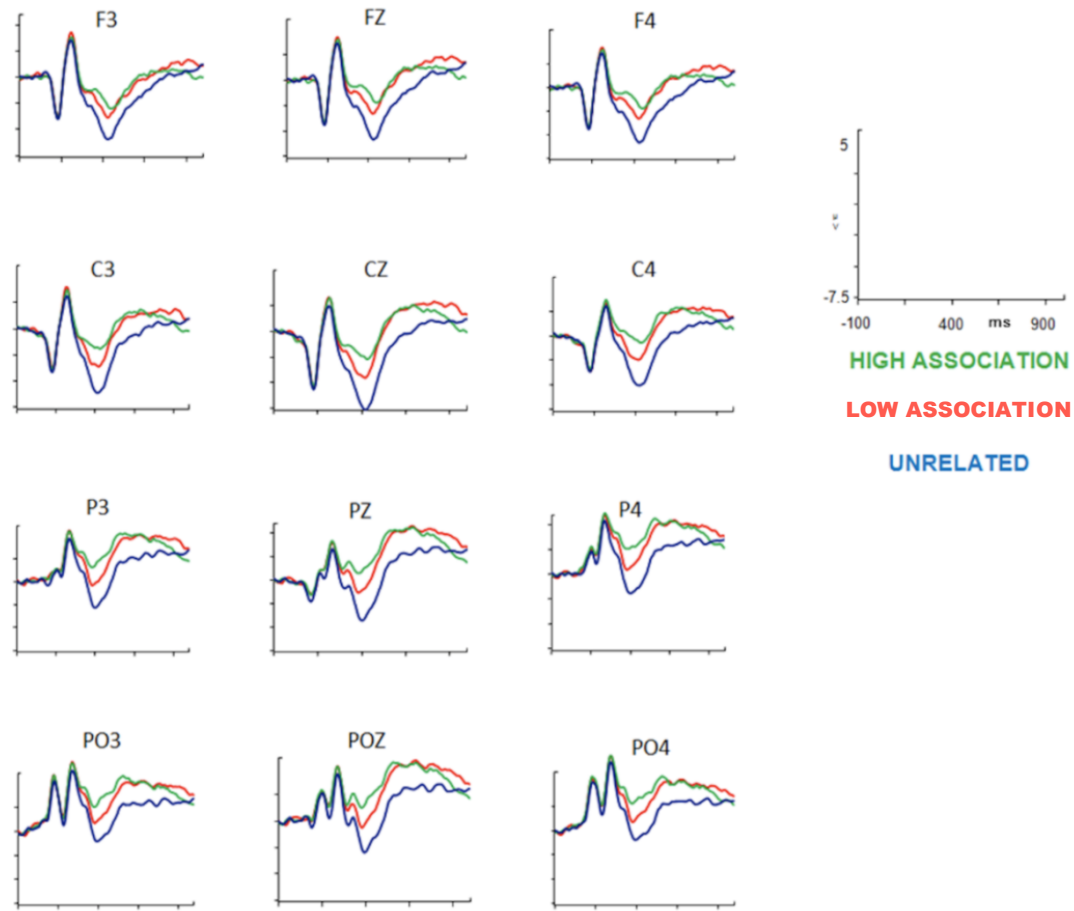 F3 FZ F4
5
-7.5
-100 400 ms 900
HIGH ASSOCIATION
LOW ASSOCIATION
UNRELATED
C3 CZ C4
P3 PZ P4
PO3 POZ PO4